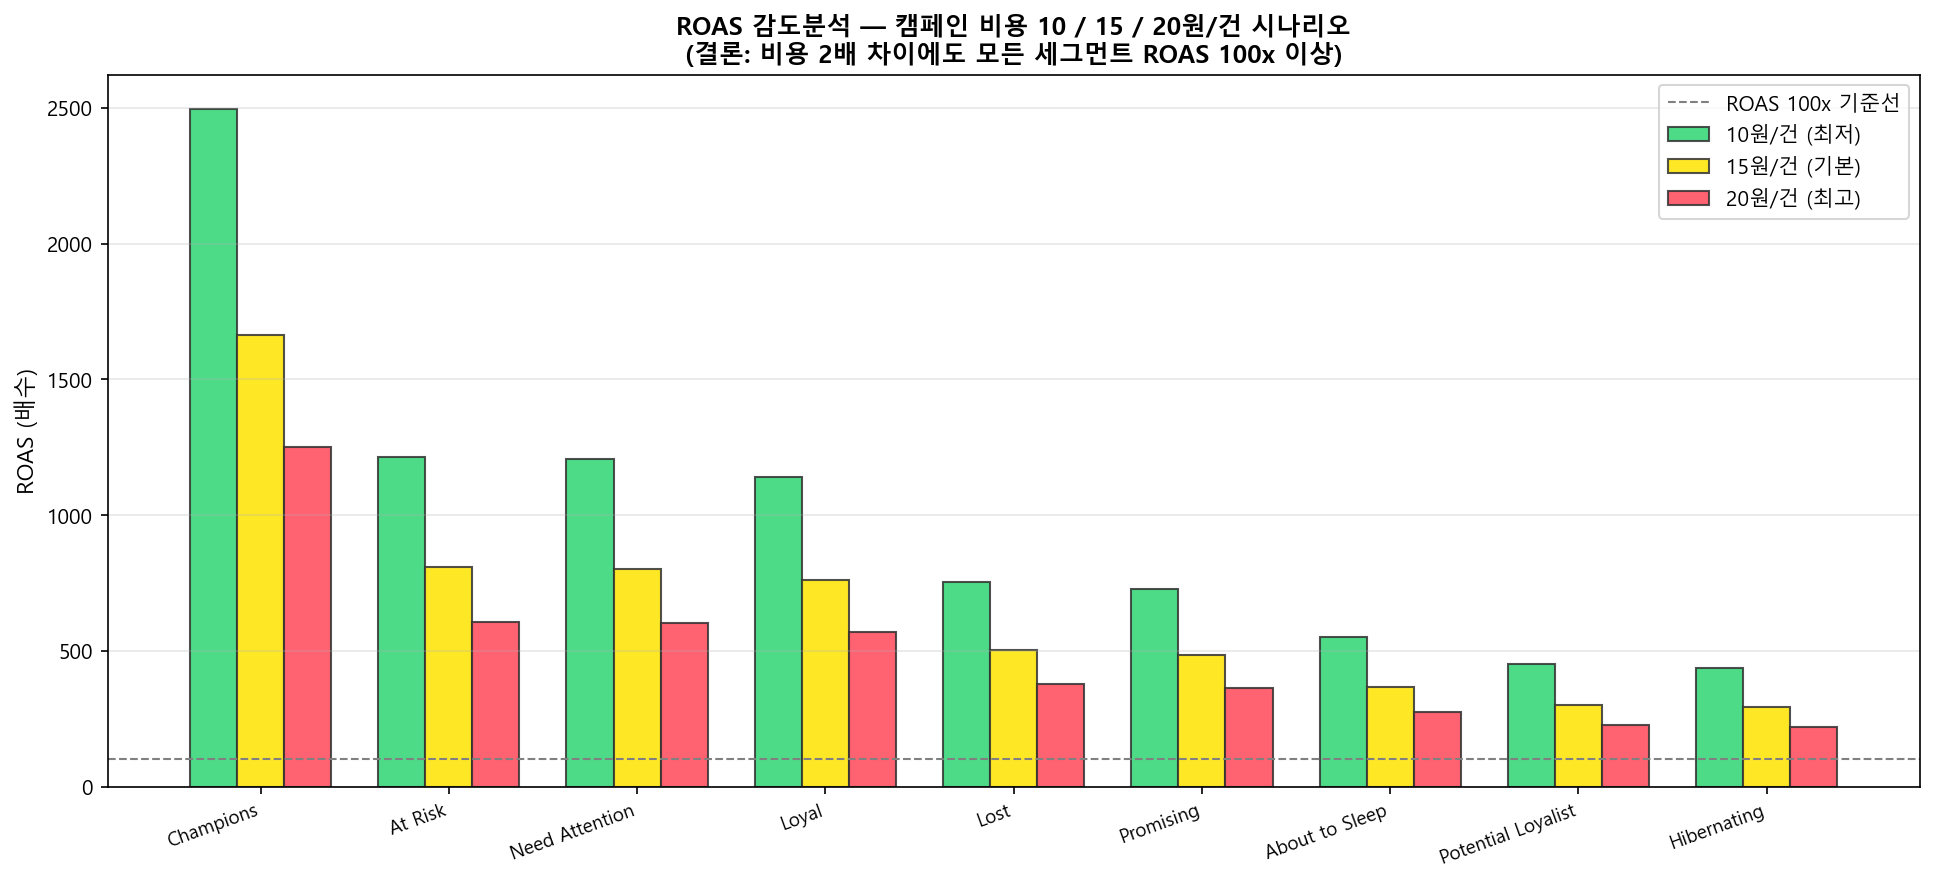 ROAS 감도분석 — 캠페인 비용 10 / 15 / 20원/건 시나리오
(결론: 비용 2배 차이에도 모든 세그먼트 ROAS 100x 이상)
ROAS 100x 기준선
10원/건 (최저)
15원/건 (기본)
20원/건 (최고)
ROAS (배수)
2500
2000
1500
1000
500
0
Champions
At Risk
Need Attention
Loyal
Lost
Promising
About to Sleep
Potential Loyalist
Hibernating